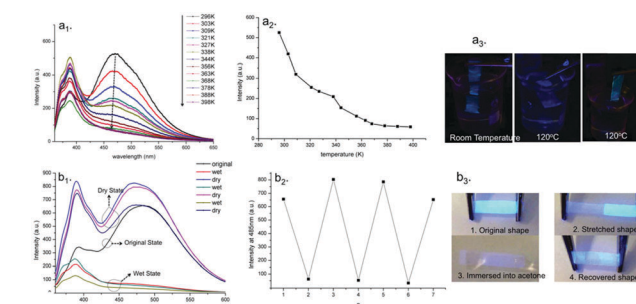 a1-
296K
303K
309K
321K
327K
338K
344K
356K
363K
368K
378K
388K
398K
Intensity (a.u.)
500
400
300
200
100
400 450 500 550 600 650
wavelength (nm)
a2-
Intensity (a.u.)
600
500
400
300
200
100
0
280 300 320 340 360 380 400
temperature (K)
a3-
Room Temperature
120°C
120°C
b1-
original
wet
dry
wet
dry
wet
dry
Dry State
Original State
Wet State
Intensity (a.u.)
900
800
700
600
500
400
300
200
100
400 450 500 550 600
b2-
Intensity at 485nm (a.u.)
800
700
600
500
400
300
200
100
1 2 3 4 5 6 7
b3-
1. Original shape
2. Stretched shape
3. Immersed into acetone
4. Recovered shape